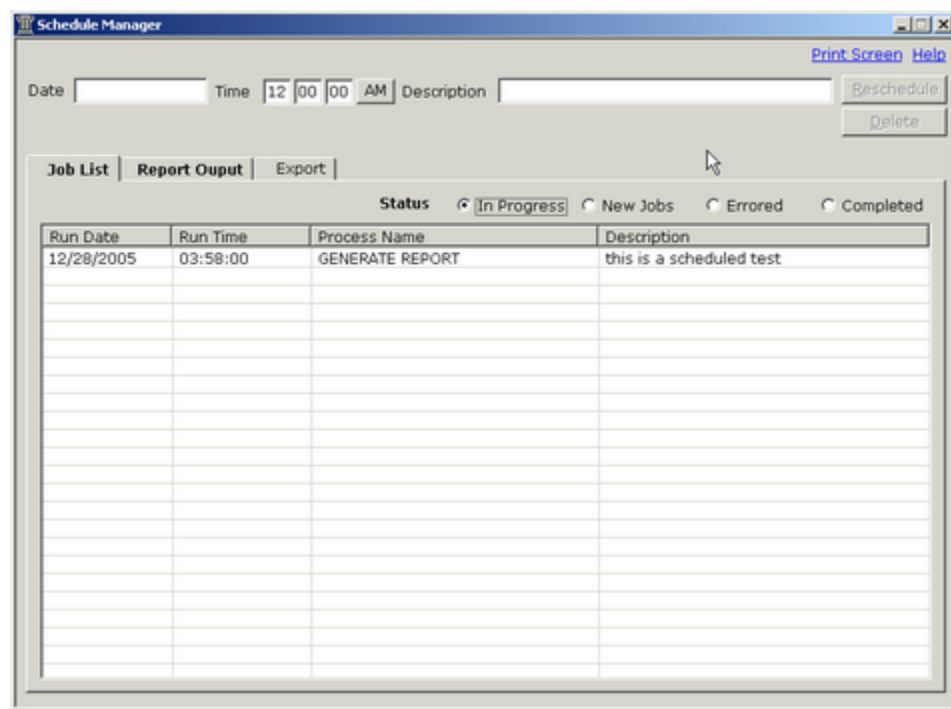 Schedule Manager
Print Screen Help
Date Time 12 00 00 AM Description Reschedule
Delete
Job List Report Ouput Export
Status In Progress New Jobs Errored Completed
Run Date Run Time Process Name Description
12/28/2005 03:58:00 GENERATE REPORT this is a scheduled test